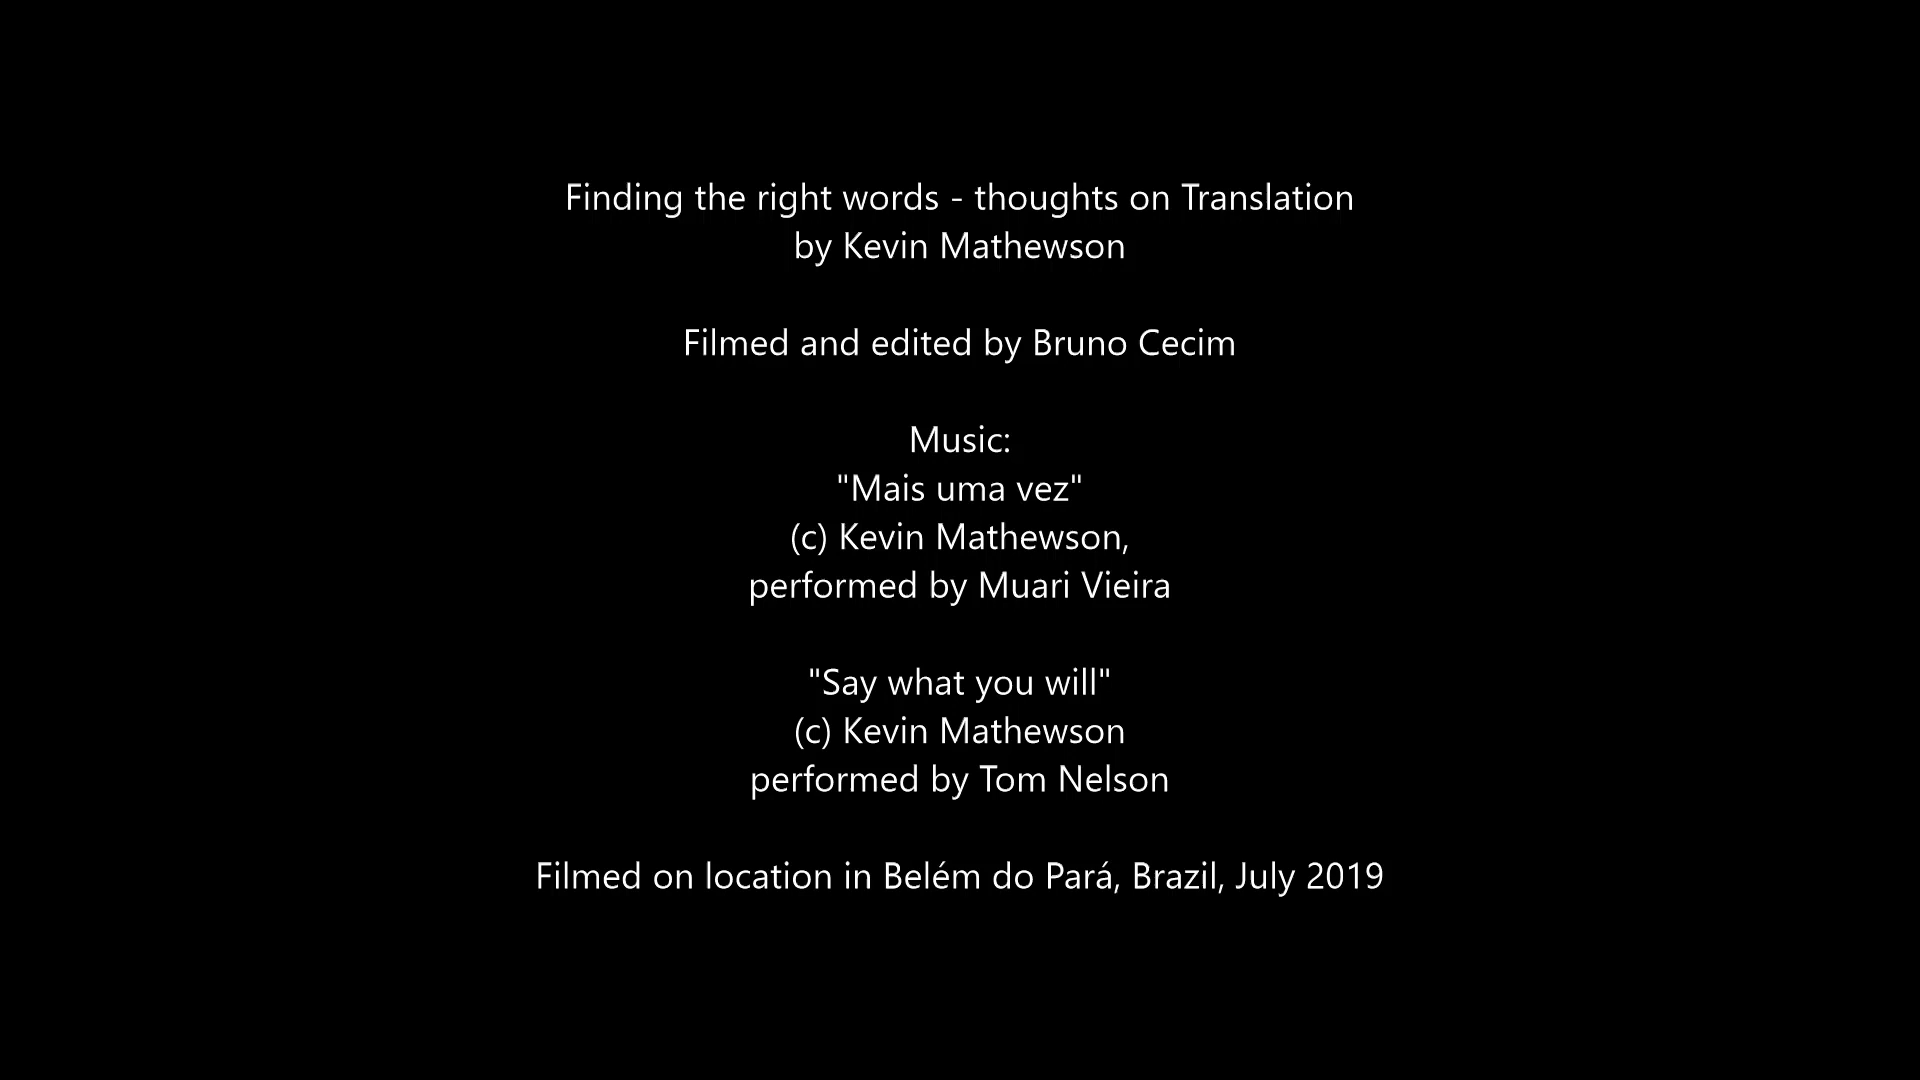 Finding the right words - thoughts on Translation
by Kevin Mathewson
Filmed and edited by Bruno Cecim
Music:
"Mais uma vez"
(c) Kevin Mathewson,
performed by Muari Vieira
"Say what you will"
(c) Kevin Mathewson
performed by Tom Nelson
Filmed on location in Belém do Pará, Brazil, July 2019